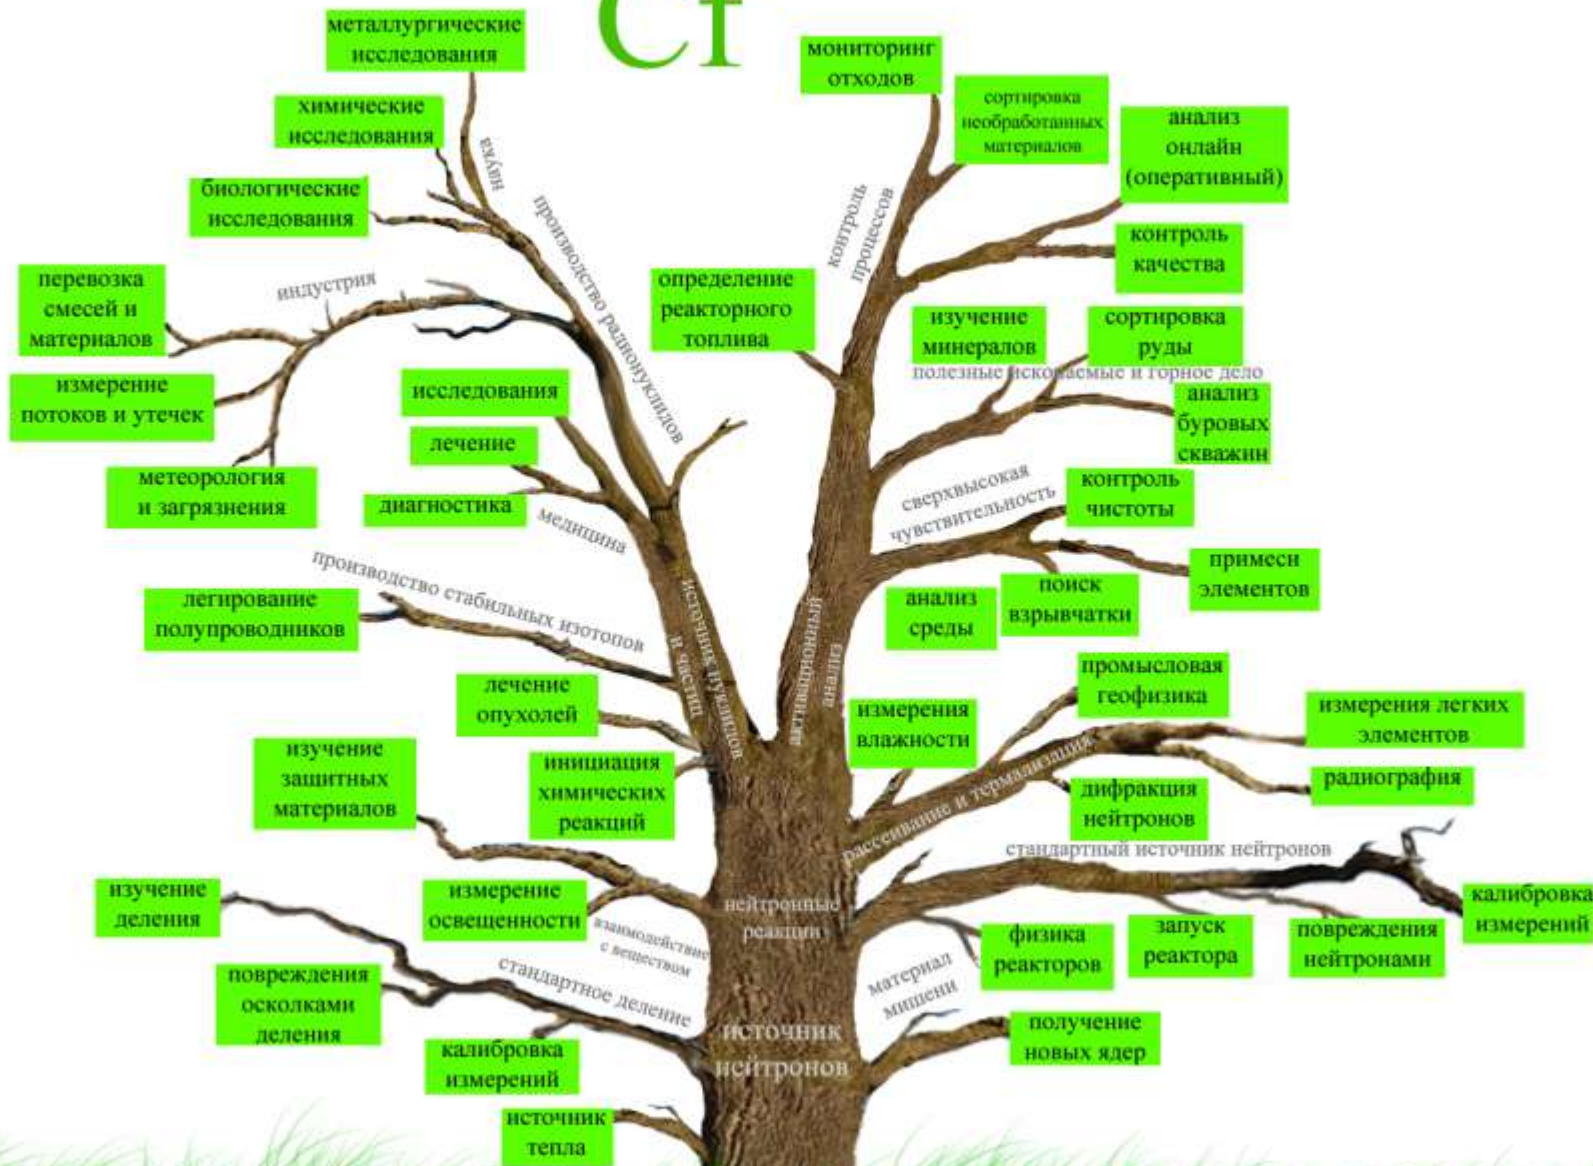 Cf
металлургические
исследования
химические
исследования
биологические
исследования
наука
производство радионуклидов
перевозка
смесей и
материалов
индустрия
измерение
потоков и утечек
метеорология
и загрязнения
исследования
лечение
диагностика
медицина
производство стабильных изотопов
легирование
полупроводников
источник нуклидов
и частиц
лечение
опухолей
инициация
химических
реакций
изучение
защитных
материалов
измерение
освещенности
взаимодействие
с веществом
изучение
деления
стандартное деление
повреждения
осколками
деления
калибровка
измерений
источник
тепла
мониторинг
отходов
сортировка
необработанных
материалов
анализ
онлайн
(оперативный)
контроль
процессов
контроль
качества
определение
реакторного
топлива
изучение
минералов
сортировка
руды
полезные ископаемые и горное дело
анализ
буровых
скважин
сверхвысокая
чувствительность
контроль
чистоты
примеси
элементов
поиск
взрывчатки
анализ
среды
активационный
анализ
промысловая
геофизика
измерения
влажности
измерения легких
элементов
радиография
дифракция
нейтронов
рассеивание и термализация
стандартный источник нейтронов
калибровка
измерений
повреждения
нейтронами
запуск
реактора
физика
реакторов
нейтронные
реакции
материал
мишени
получение
новых ядер
источник
нейтронов